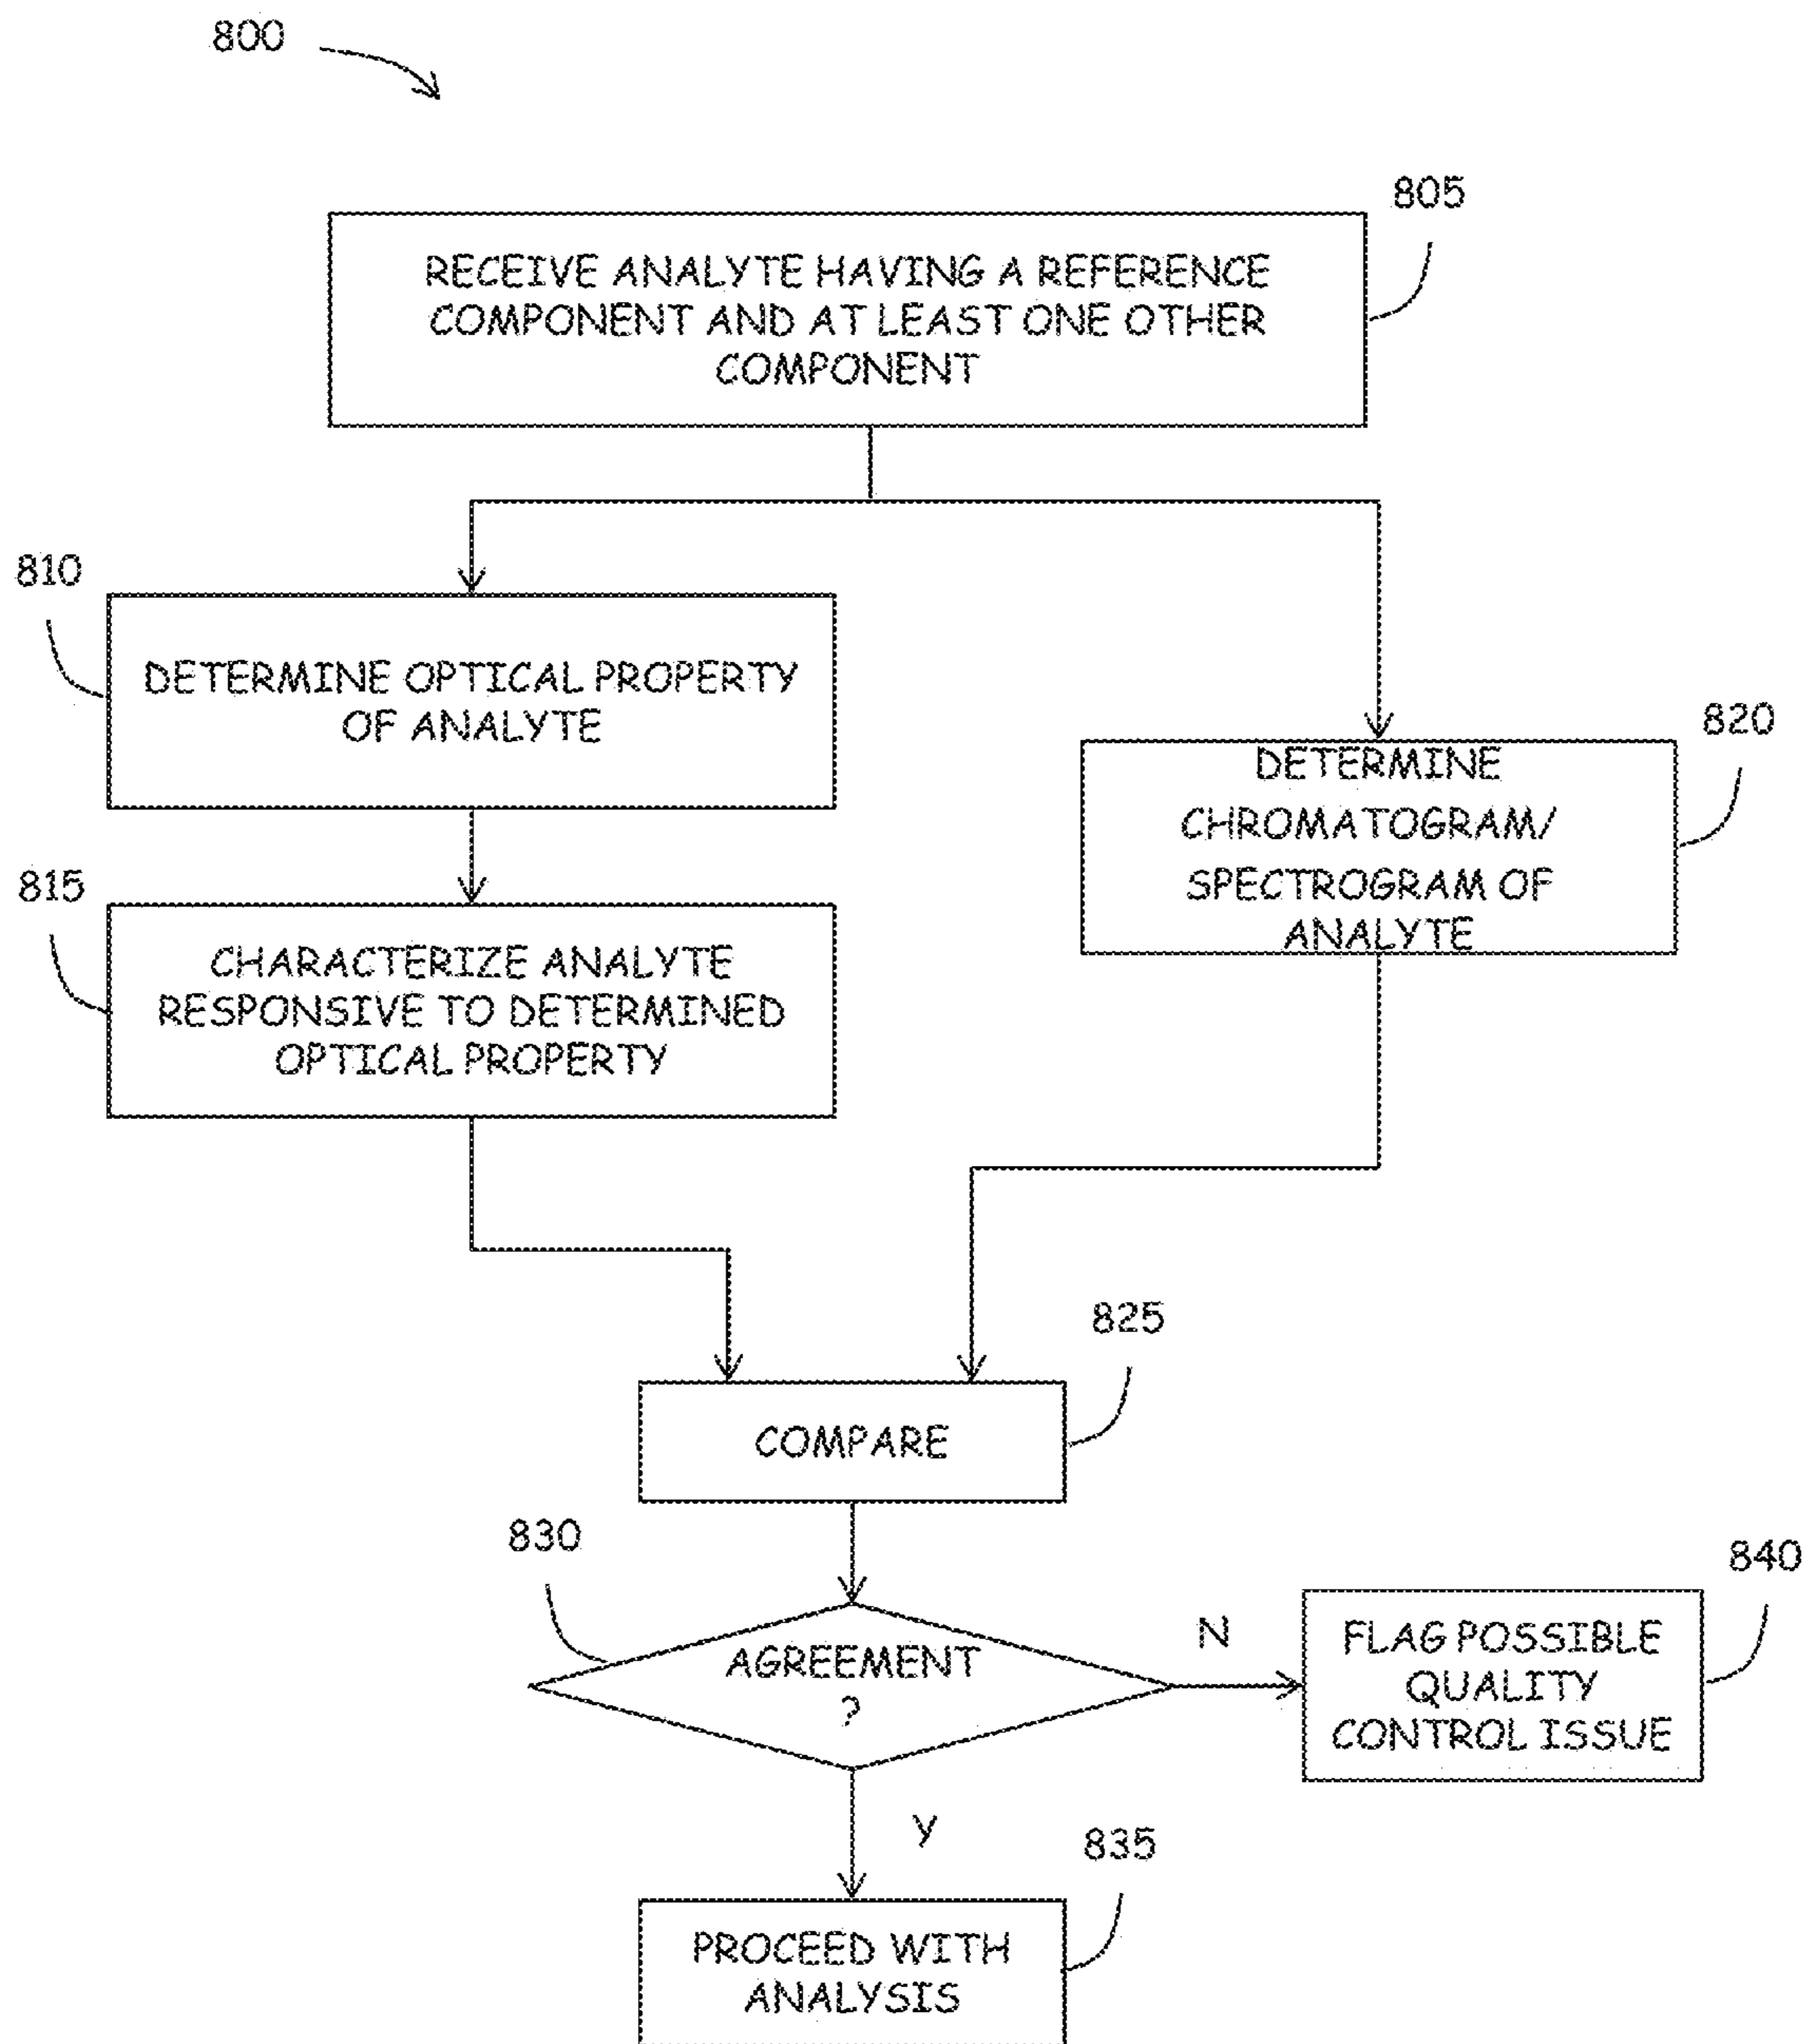 800
805
RECEIVE ANALYTE HAVING A REFERENCE
COMPONENT AND AT LEAST ONE OTHER
COMPONENT
810
DETERMINE OPTICAL PROPERTY
OF ANALYTE
820
DETERMINE
CHROMATOGRAM/
SPECTROGRAM OF
ANALYTE
815
CHARACTERIZE ANALYTE
RESPONSIVE TO DETERMINED
OPTICAL PROPERTY
825
COMPARE
830
AGREEMENT
?
N
840
FLAG POSSIBLE
QUALITY
CONTROL ISSUE
Y
835
PROCEED WITH
ANALYSIS